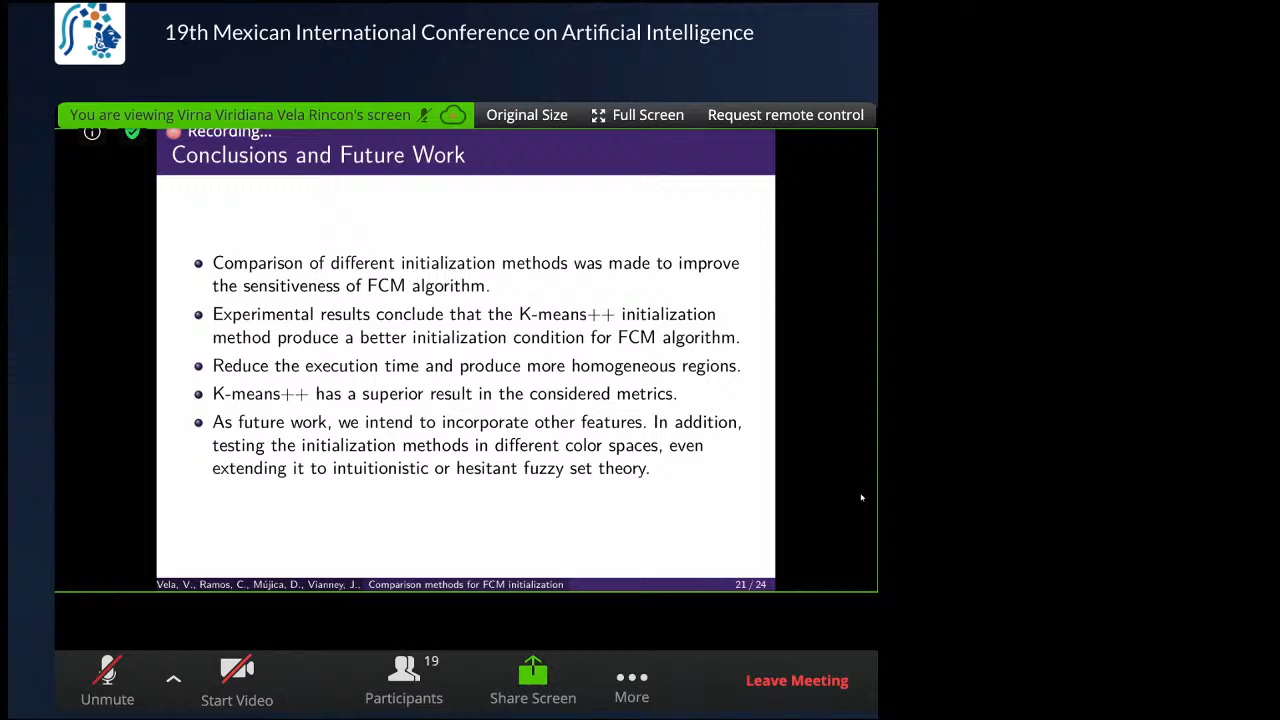 19th Mexican International Conference on Artificial Intelligence
You are viewing Virna Viridiana Vela Rincon's screen
Original Size
Full Screen
Request remote control
Recording...
Conclusions and Future Work
Comparison of different initialization methods was made to improve
the sensitiveness of FCM algorithm.
Experimental results conclude that the K-means++ initialization
method produce a better initialization condition for FCM algorithm.
Reduce the execution time and produce more homogeneous regions.
K-means++ has a superior result in the considered metrics.
As future work, we intend to incorporate other features. In addition,
testing the initialization methods in different color spaces, even
extending it to intuitionistic or hesitant fuzzy set theory.
Vela, V., Ramos, C., Mújica, D., Vianney, J., Comparison methods for FCM initialization
21 / 24
Unmute
Start Video
19
Participants
Share Screen
More
Leave Meeting